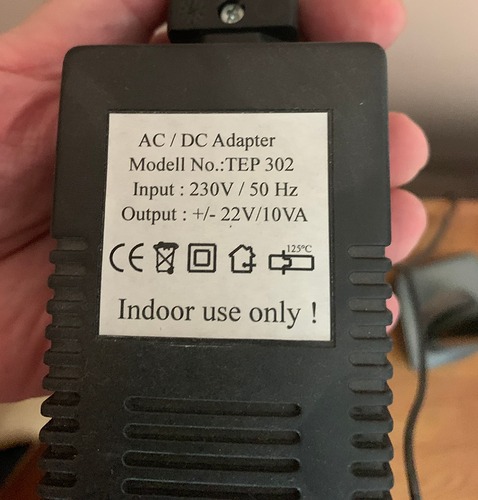 AC / DC Adapter
Modell No.:TEP 302
Input : 230V / 50 Hz
Output : +/- 22V/10VA
CE 125°C
Indoor use only !